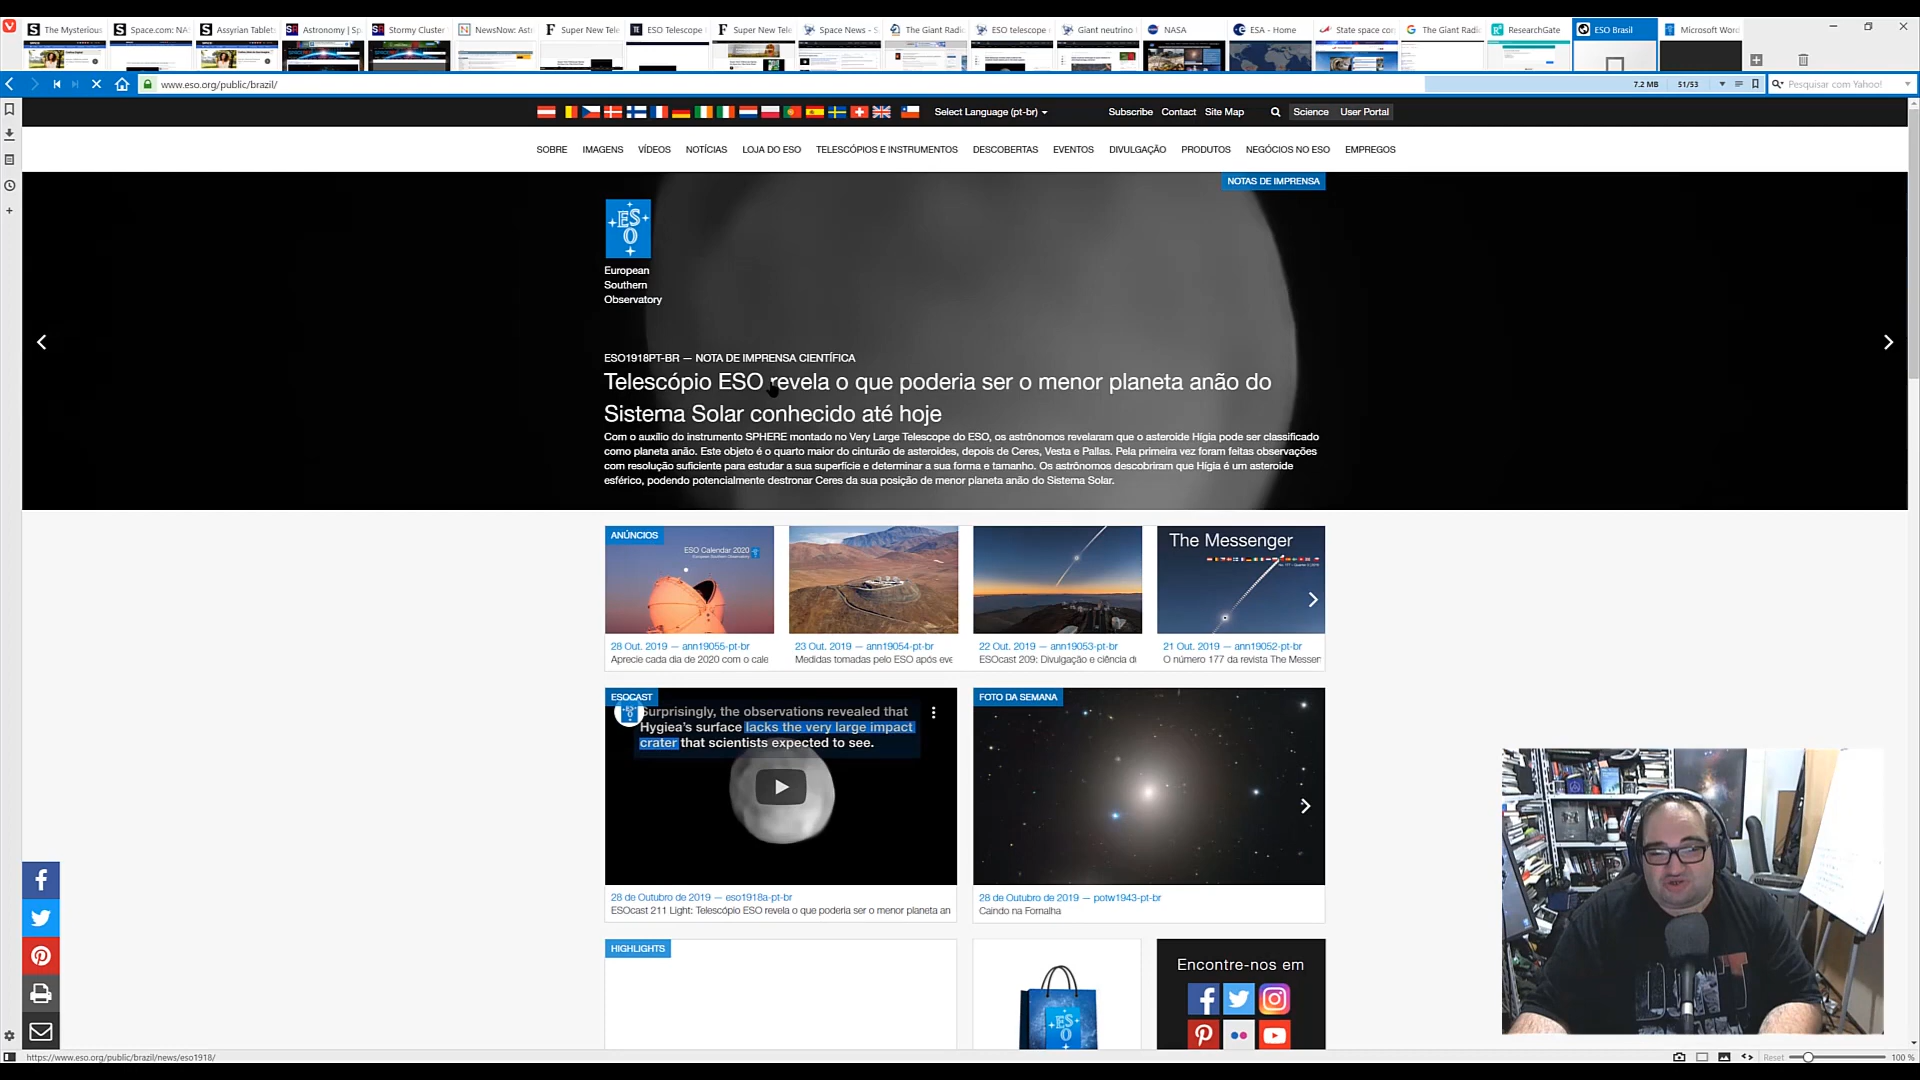 The Mysterious
Space.com: NA
Assyrian Tablet
Astronomy | Sp
Stormy Cluster
NewsNow: Ast
Super New Tele
ESO Telescope
Super New Tele
Space News - S
The Giant Radi
ESO telescope
Giant neutrino
NASA
ESA - Home
State space co
The Giant Radi
ResearchGate
ESO Brasil
Microsoft Word
www.eso.org/public/brazil/
7.2 MB 51/53
Pesquisar com Yahoo!
Select Language (pt-br)
Subscribe Contact Site Map
Science User Portal
SOBRE IMAGENS VÍDEOS NOTÍCIAS LOJA DO ESO TELESCÓPIOS E INSTRUMENTOS DESCOBERTAS EVENTOS DIVULGAÇÃO PRODUTOS NEGÓCIOS NO ESO EMPREGOS
NOTAS DE IMPRENSA
ES
O
European
Southern
Observatory
ESO1918PT-BR — NOTA DE IMPRENSA CIENTÍFICA
Telescópio ESO revela o que poderia ser o menor planeta anão do
Sistema Solar conhecido até hoje
Com o auxílio do instrumento SPHERE montado no Very Large Telescope do ESO, os astrônomos revelaram que o asteroide Hígia pode ser classificado
como planeta anão. Este objeto é o quarto maior do cinturão de asteroides, depois de Ceres, Vesta e Pallas. Pela primeira vez foram feitas observações
com resolução suficiente para estudar a sua superfície e determinar a sua forma e tamanho. Os astrônomos descobriram que Hígia é um asteroide
esférico, podendo potencialmente destronar Ceres da sua posição de menor planeta anão do Sistema Solar.
ANÚNCIOS
ESO Calendar 2020
The Messenger
28 Out. 2019 — ann19055-pt-br
Aprecie cada dia de 2020 com o cale
23 Out. 2019 — ann19054-pt-br
Medidas tomadas pelo ESO após eve
22 Out. 2019 — ann19053-pt-br
ESOcast 209: Divulgação e ciência di
21 Out. 2019 — ann19052-pt-br
O número 177 da revista The Messen
ESOCAST
Surprisingly, the observations revealed that
Hygiea's surface lacks the very large impact
crater that scientists expected to see.
28 de Outubro de 2019 — eso1918a-pt-br
ESOcast 211 Light: Telescópio ESO revela o que poderia ser o menor planeta an
FOTO DA SEMANA
28 de Outubro de 2019 — potw1943-pt-br
Caindo na Fornalha
HIGHLIGHTS
ES
O
Encontre-nos em
https://www.eso.org/public/brazil/news/eso1918/
Reset
100 %